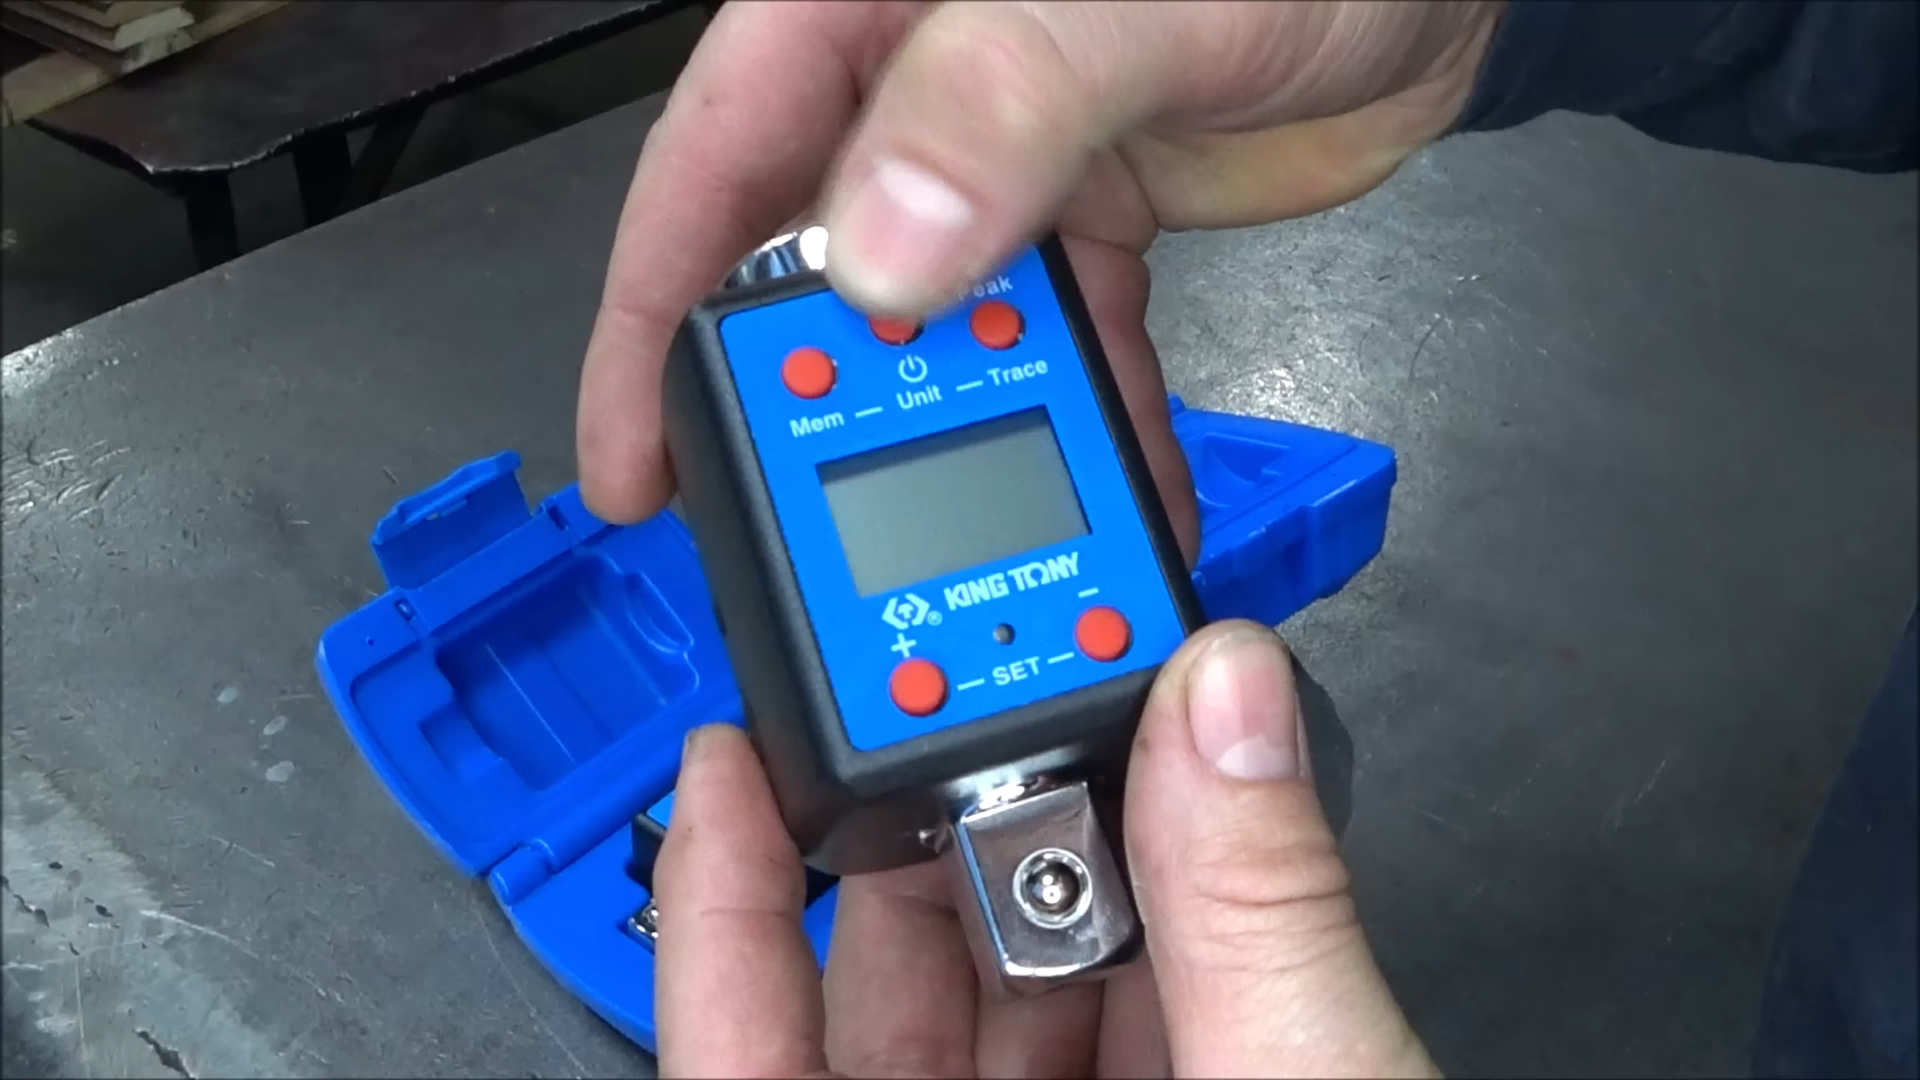 Peak
Mem — Unit — Trace
KING TONY
®
+ −
— SET —